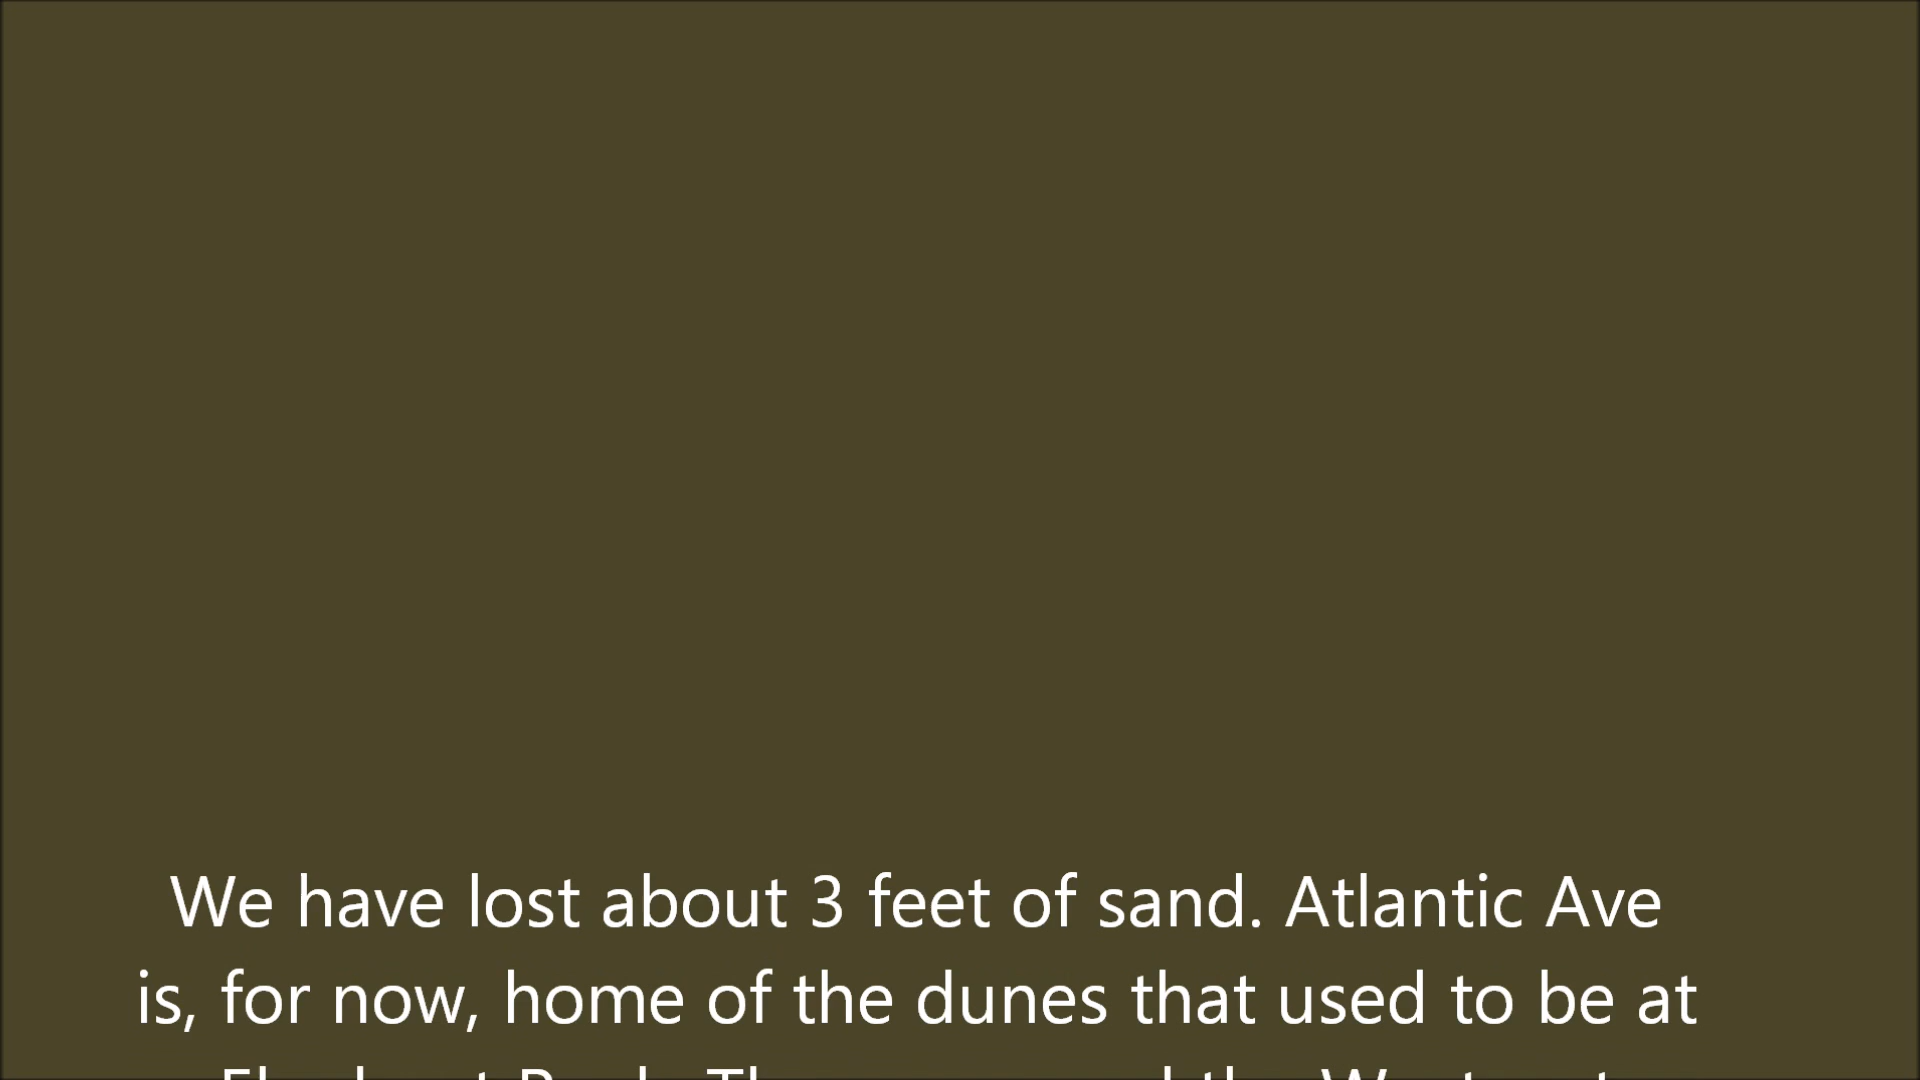 We have lost about 3 feet of sand. Atlantic Ave
is, for now, home of the dunes that used to be at